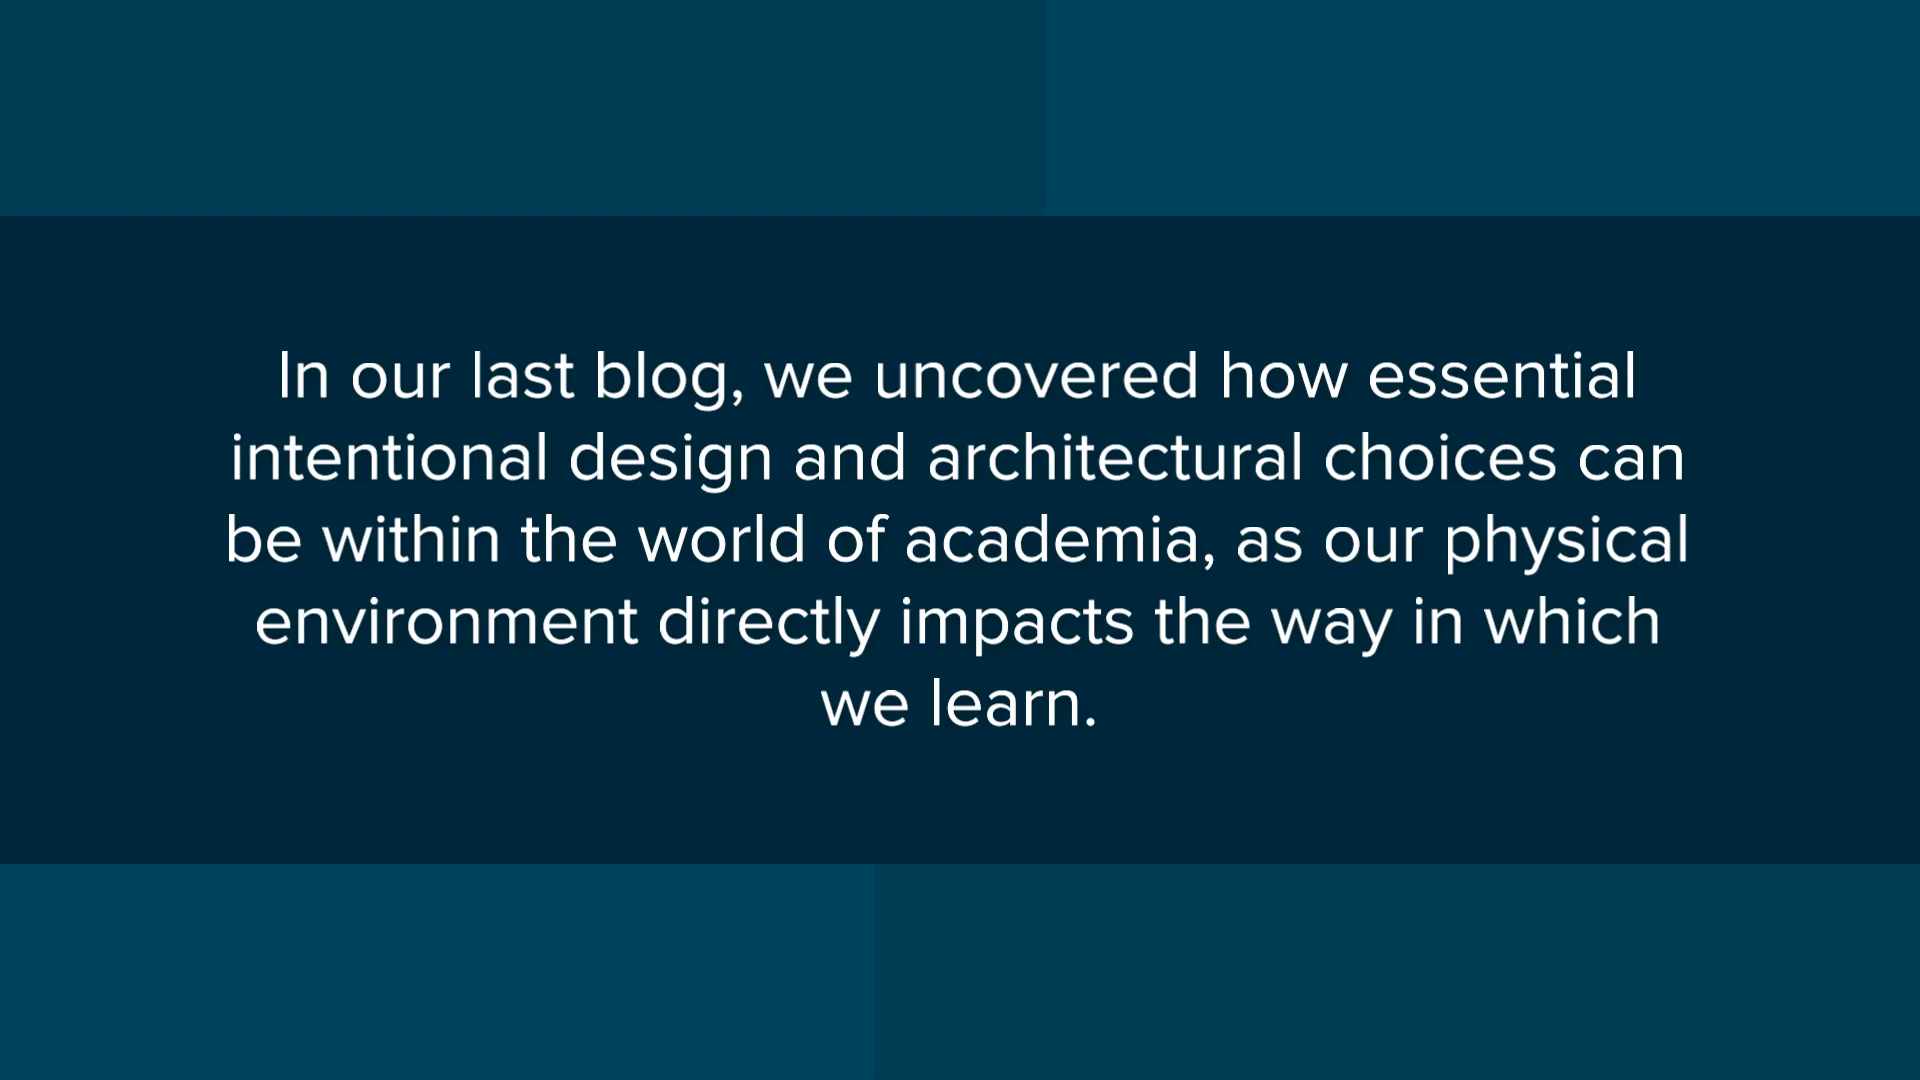 In our last blog, we uncovered how essential
intentional design and architectural choices can
be within the world of academia, as our physical
environment directly impacts the way in which
we learn.